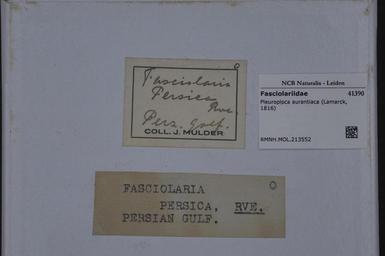 Fasciolaria
Persica
Rve.
Perz. golf.
COLL. J. MULDER
NCB Naturalis - Leiden
Fasciolariidae 41390
Pleuroploca aurantiaca (Lamarck,
1816)
RMNH.MOL.213552
FASCIOLARIA
PERSICA, RVE.
PERSIAN GULF.